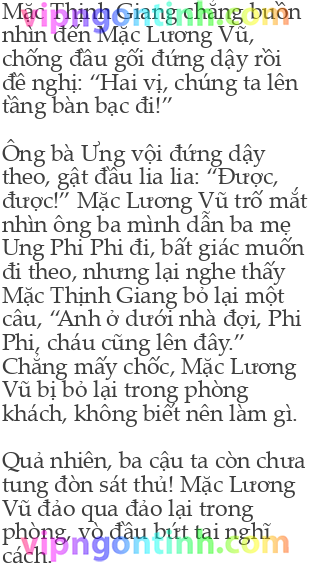 Mặc Thịnh Giang chẳng buồn
vipngontinh.com
nhìn đến Mặc Lương Vũ,
chống đầu gối đứng dậy rồi
đề nghị: “Hai vị, chúng ta lên
tầng bàn bạc đi!”
Ông bà Ưng vội đứng dậy
theo, gật đầu lia lia: “Được,
được!” Mặc Lương Vũ trố mắt
nhìn ông ba mình dẫn ba mẹ
Ung Phi Phi đi, bất giác muốn
đi theo, nhưng lại nghe thấy
Mặc Thịnh Giang bỏ lại một
câu, “Anh ở dưới nhà đợi, Phi
Phi, cháu cũng lên đây.”
Chẳng mấy chốc, Mặc Lương
Vũ bị bỏ lại trong phòng
khách, không biết nên làm gì.
Quả nhiên, ba cậu ta còn chưa
tung đòn sát thủ! Mặc Lương
Vũ đảo qua đảo lại trong
phòng, vò đầu bứt tai nghĩ
vipngontinh.com
cách.